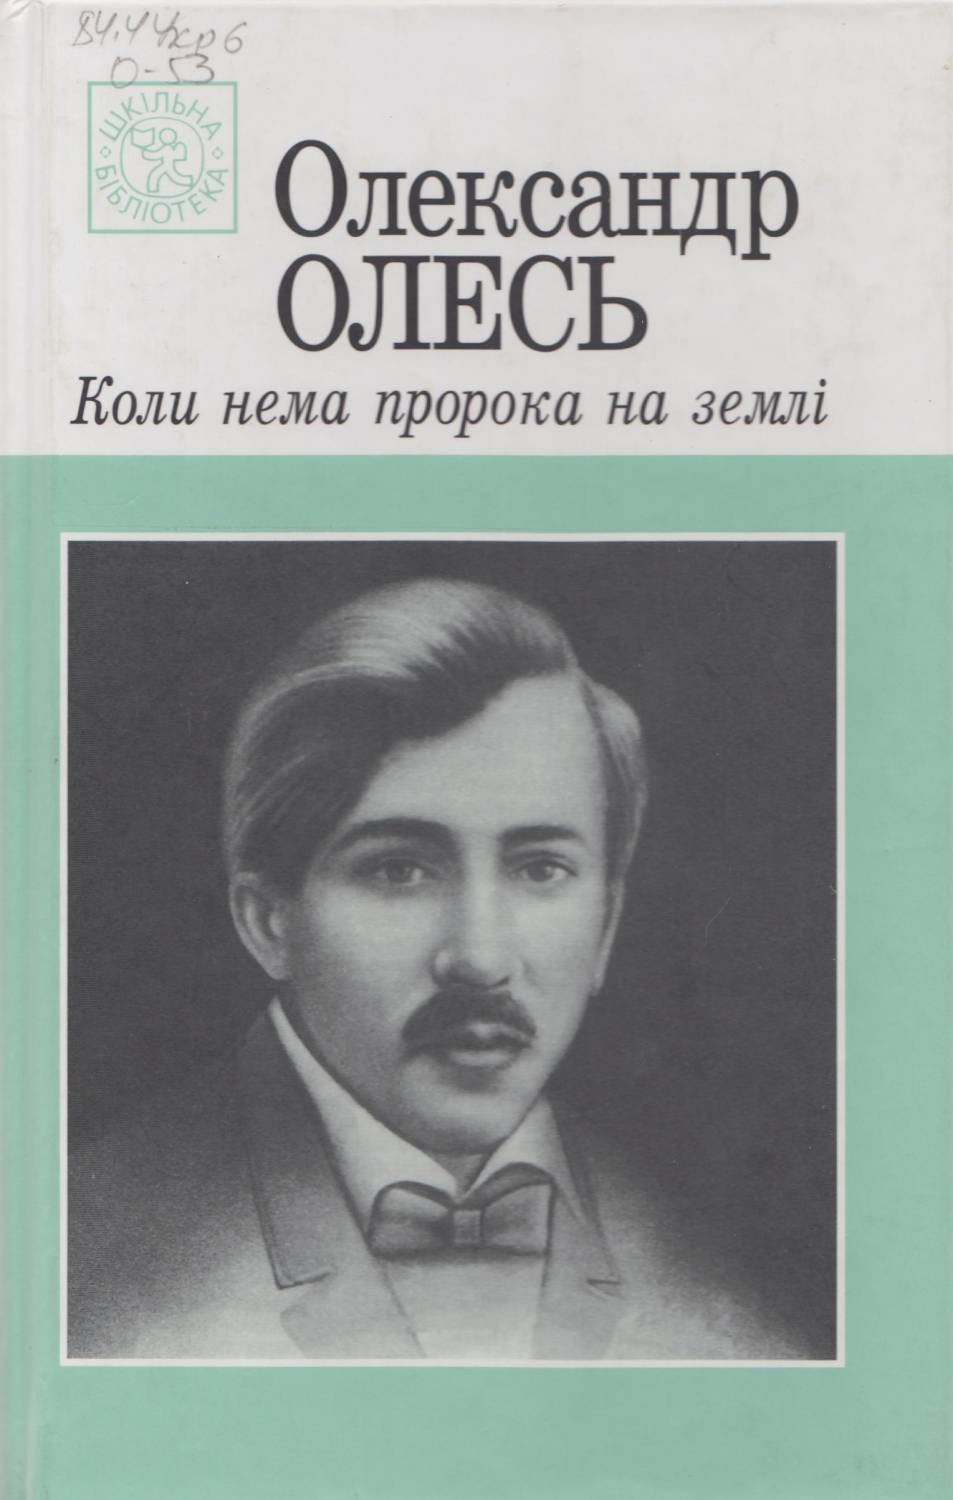 84.4Укр6
О-53
ШКІЛЬНА
БІБЛІОТЕКА
Олександр
ОЛЕСЬ
Коли нема пророка на землі